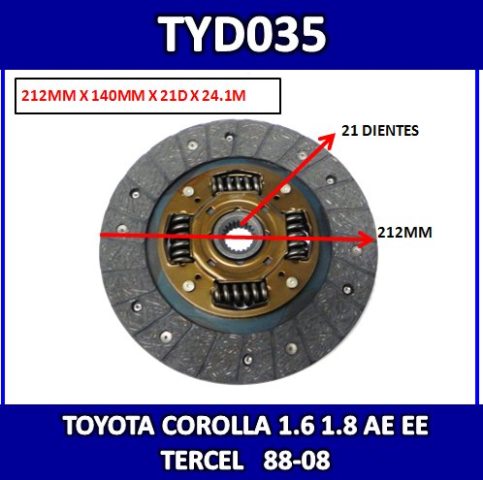 TYD035
212MM X 140MM X 21D X 24.1M
21 DIENTES
212MM
TOYOTA COROLLA 1.6 1.8 AE EE
TERCEL 88-08